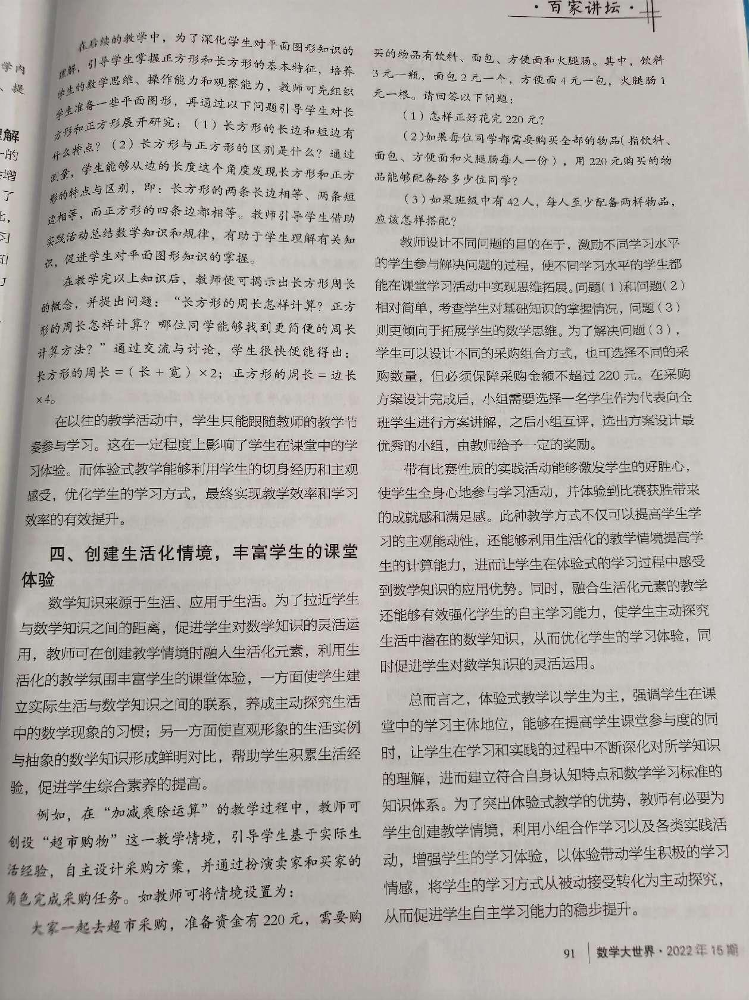 ·百家讲坛·
学内
、提
理解
在后续的教学中，为了深化学生对平面图形知识的
理解，引导学生掌握正方形和长方形的基本特征，培养
学生的数学思维、操作能力和观察能力，教师可先组织
学生准备一些平面图形，再通过以下问题引导学生对长
方形和正方形展开研究：（1）长方形的长边和短边有
什么特点？（2）长方形与正方形的区别是什么？通过
测量，学生能够从边的长度这个角度发现长方形和正方
形的特点与区别，即：长方形的两条长边相等、两条短
边相等，而正方形的四条边都相等。教师引导学生借助
实践活动总结数学知识和规律，有助于学生理解有关知
识，促进学生对平面图形知识的掌握。
在教学完以上知识后，教师便可揭示出长方形周长
的概念，并提出问题：“长方形的周长怎样计算？正方
形的周长怎样计算？哪位同学能够找到更简便的周长
计算方法？”通过交流与讨论，学生很快便能得出：
长方形的周长＝（长＋宽）×2；正方形的周长＝边长
×4。
在以往的教学活动中，学生只能跟随教师的教学节
奏参与学习。这在一定程度上影响了学生在课堂中的学
习体验。而体验式教学能够利用学生的切身经历和主观
感受，优化学生的学习方式，最终实现教学效率和学习
效率的有效提升。
四、创建生活化情境，丰富学生的课堂
体验
数学知识来源于生活、应用于生活。为了拉近学生
与数学知识之间的距离，促进学生对数学知识的灵活运
用，教师可在创建教学情境时融入生活化元素，利用生
活化的教学氛围丰富学生的课堂体验，一方面使学生建
立实际生活与数学知识之间的联系，养成主动探究生活
中的数学现象的习惯；另一方面使直观形象的生活实例
与抽象的数学知识形成鲜明对比，帮助学生积累生活经
验，促进学生综合素养的提高。
例如，在“加减乘除运算”的教学过程中，教师可
创设“超市购物”这一教学情境，引导学生基于实际生
活经验，自主设计采购方案，并通过扮演卖家和买家的
角色完成采购任务。如教师可将情境设置为：
大家一起去超市采购，准备资金有 220 元，需要购
买的物品有饮料、面包、方便面和火腿肠。其中，饮料
3 元一瓶，面包 2 元一个，方便面 4 元一包，火腿肠 1
元一根。请回答以下问题：
（1）怎样正好花完 220 元？
（2）如果每位同学都需要购买全部的物品（指饮料、
面包、方便面和火腿肠每人一份），用 220 元购买的物
品能够配备给多少位同学？
（3）如果班级中有 42 人，每人至少配备两样物品，
应该怎样搭配？
教师设计不同问题的目的在于，激励不同学习水平
的学生参与解决问题的过程，使不同学习水平的学生都
能在课堂学习活动中实现思维拓展。问题（1）和问题（2）
相对简单，考查学生对基础知识的掌握情况，问题（3）
则更倾向于拓展学生的数学思维。为了解决问题（3），
学生可以设计不同的采购组合方式，也可选择不同的采
购数量，但必须保障采购金额不超过 220 元。在采购
方案设计完成后，小组需要选择一名学生作为代表向全
班学生进行方案讲解，之后小组互评，选出方案设计最
优秀的小组，由教师给予一定的奖励。
带有比赛性质的实践活动能够激发学生的好胜心，
使学生全身心地参与学习活动，并体验到比赛获胜带来
的成就感和满足感。此种教学方式不仅可以提高学生学
习的主观能动性，还能够利用生活化的教学情境提高学
生的计算能力，进而让学生在体验式的学习过程中感受
到数学知识的应用优势。同时，融合生活化元素的教学
还能够有效强化学生的自主学习能力，使学生主动探究
生活中潜在的数学知识，从而优化学生的学习体验，同
时促进学生对数学知识的灵活运用。
总而言之，体验式教学以学生为主，强调学生在课
堂中的学习主体地位，能够在提高学生课堂参与度的同
时，让学生在学习和实践的过程中不断深化对所学知识
的理解，进而建立符合自身认知特点和数学学习标准的
知识体系。为了突出体验式教学的优势，教师有必要为
学生创建教学情境，利用小组合作学习以及各类实践活
动，增强学生的学习体验，以体验带动学生积极的学习
情感，将学生的学习方式从被动接受转化为主动探究，
从而促进学生自主学习能力的稳步提升。
91 数学大世界·2022 年 15 期